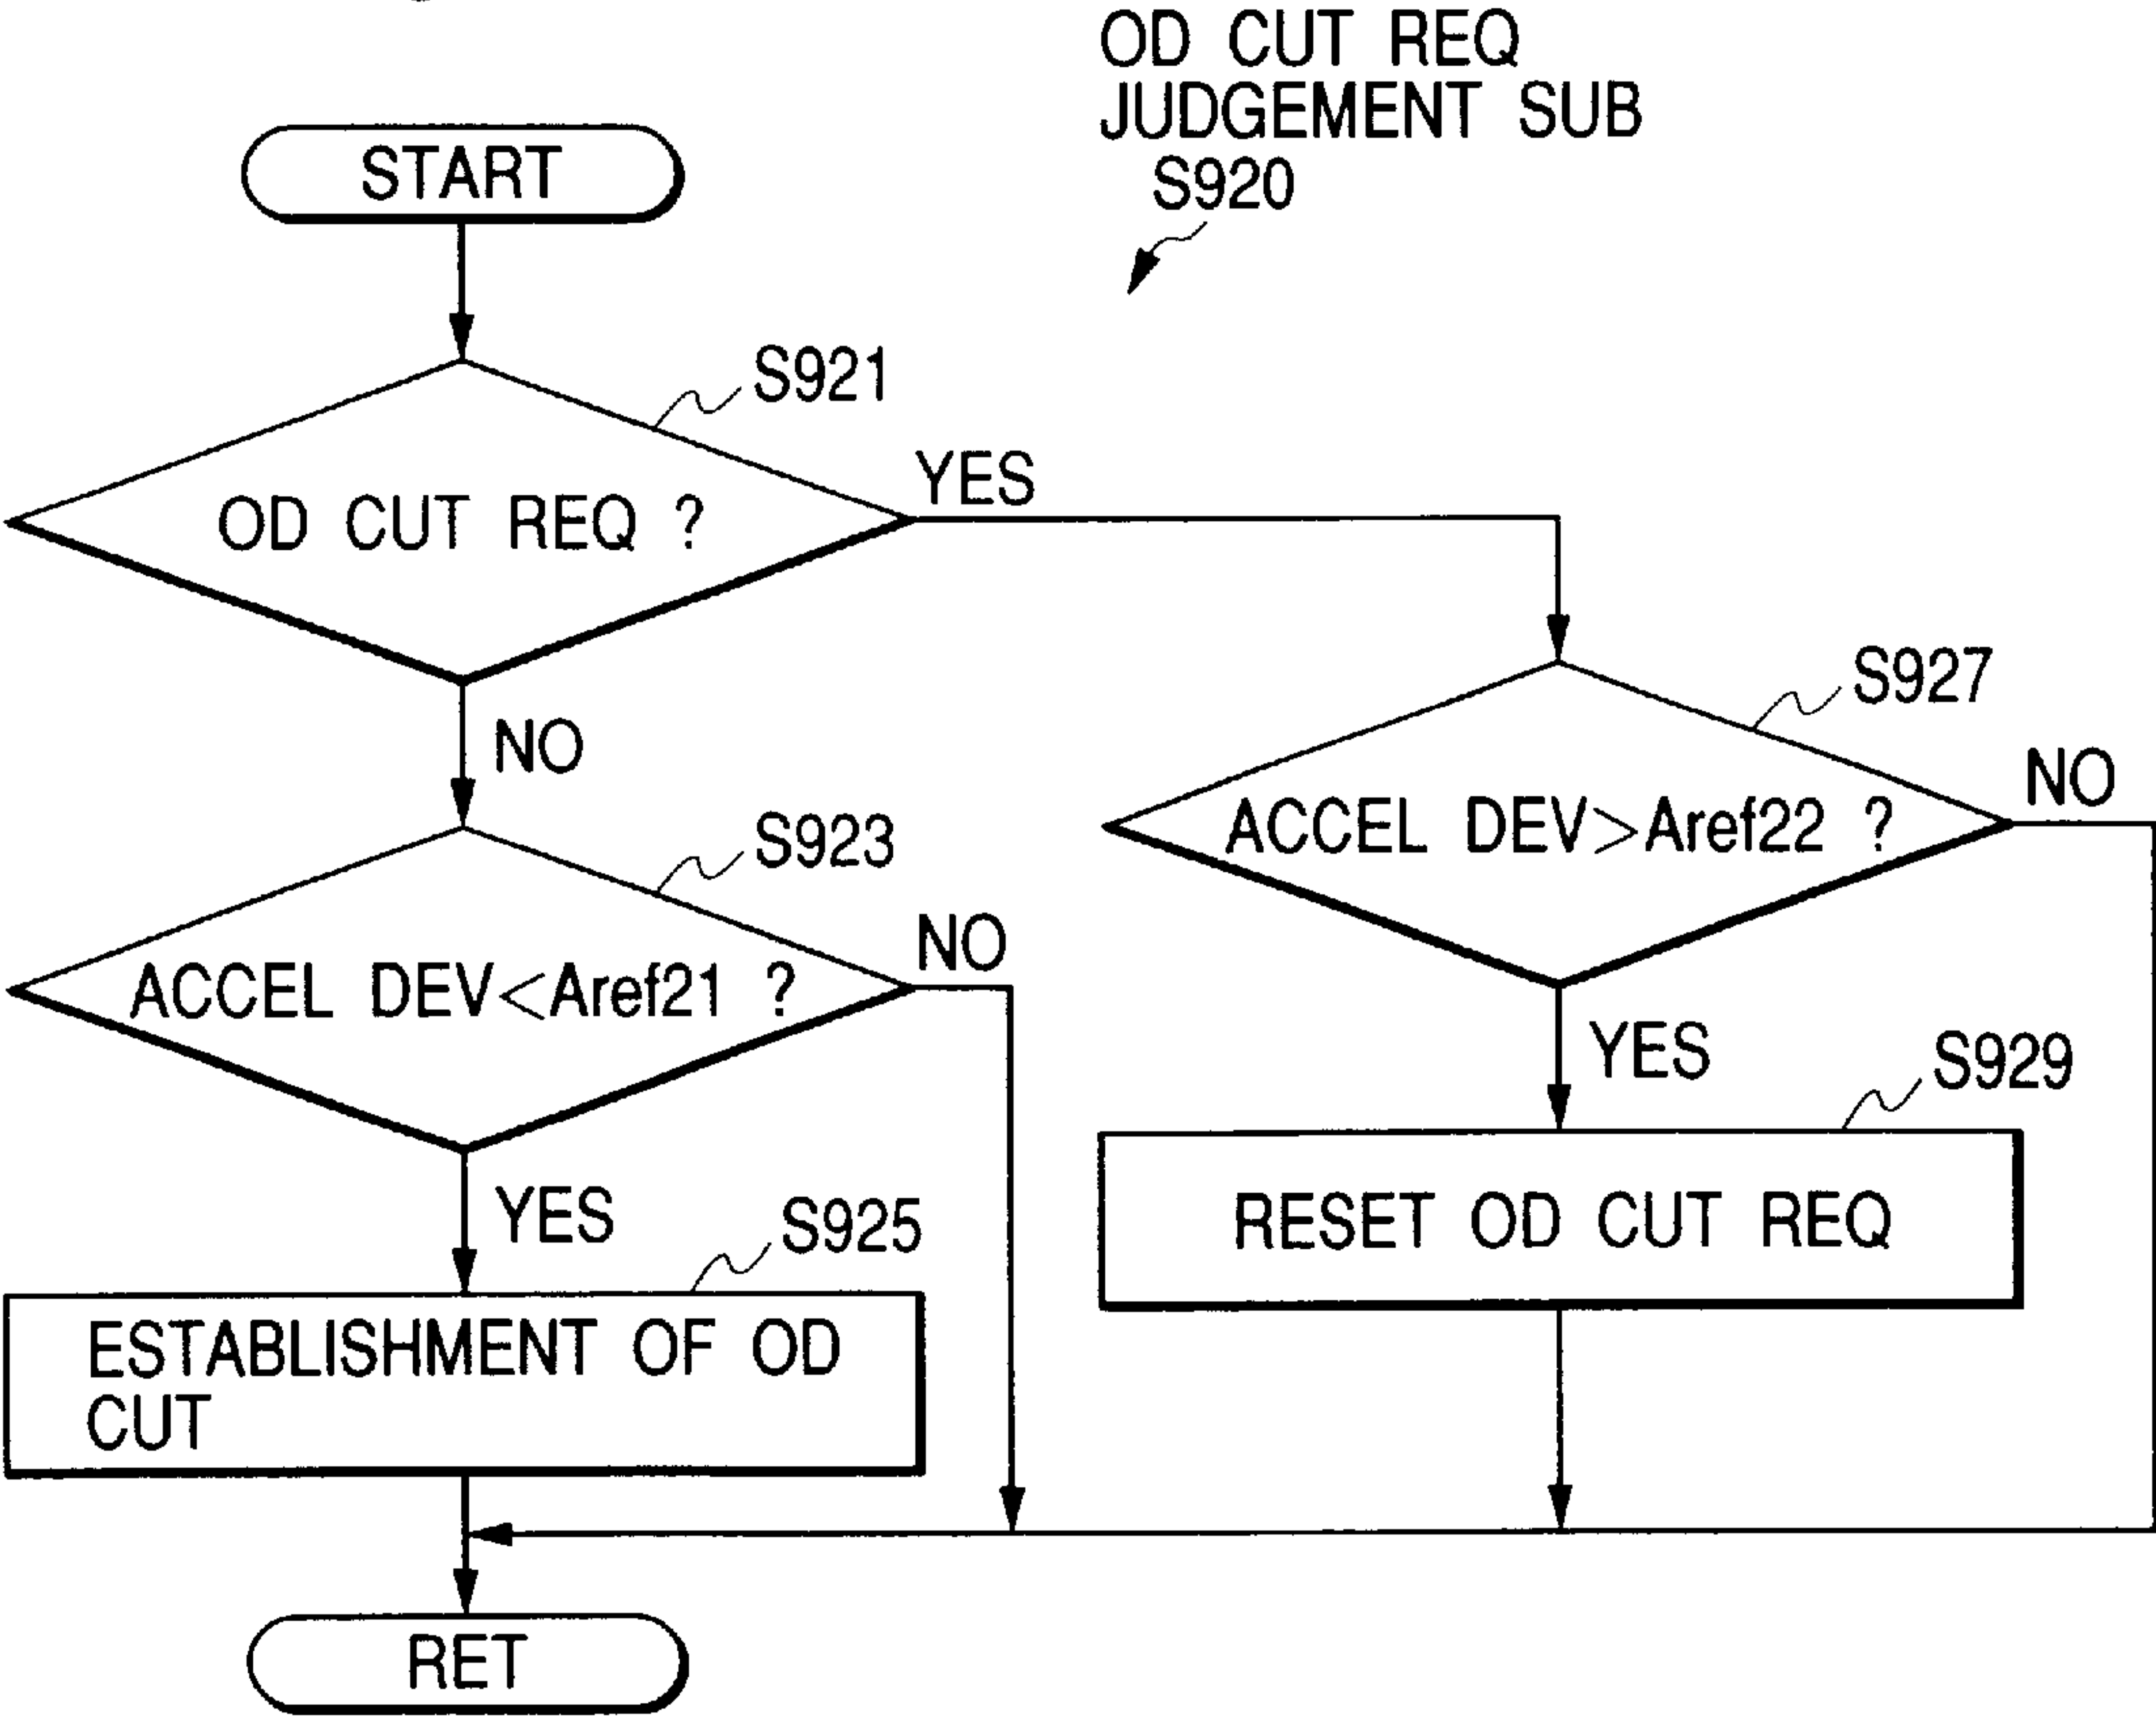 OD CUT REQ
JUDGEMENT SUB
S920
START
S921
OD CUT REQ ?
YES
NO
S927
ACCEL DEV>Aref22 ?
NO
S923
ACCEL DEV<Aref21 ?
NO
YES
S929
RESET OD CUT REQ
YES
S925
ESTABLISHMENT OF OD
CUT
RET